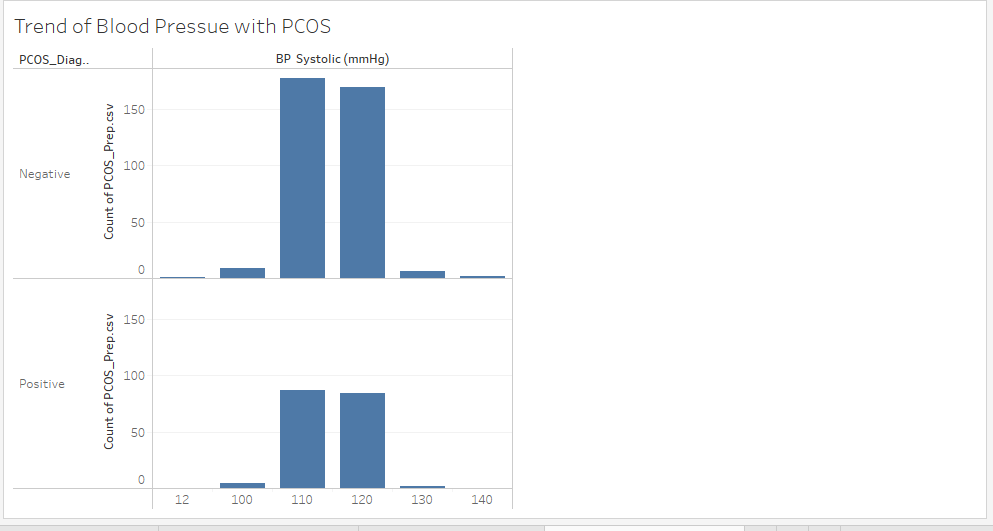 Trend of Blood Pressue with PCOS
PCOS_Diag..
BP Systolic (mmHg)
Negative
Count of PCOS_Prep.csv
150
100
50
0
Positive
Count of PCOS_Prep.csv
150
100
50
0
12 100 110 120 130 140